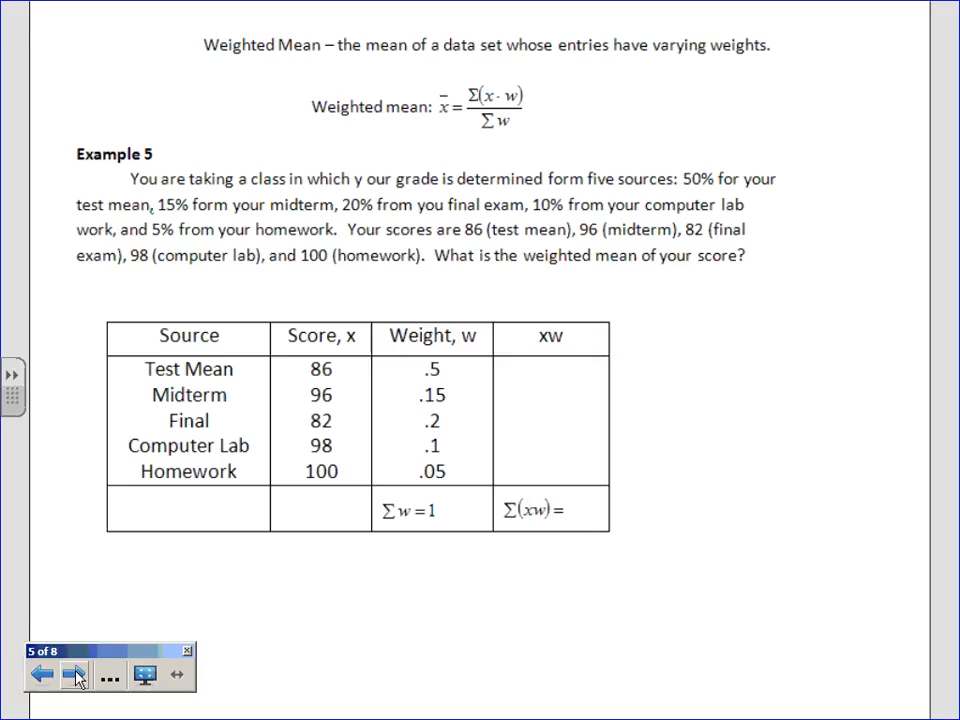 Weighted Mean – the mean of a data set whose entries have varying weights.
Weighted mean: x̄ = Σ(x · w) / Σw
Example 5
You are taking a class in which y our grade is determined form five sources: 50% for your
test mean, 15% form your midterm, 20% from you final exam, 10% from your computer lab
work, and 5% from your homework. Your scores are 86 (test mean), 96 (midterm), 82 (final
exam), 98 (computer lab), and 100 (homework). What is the weighted mean of your score?
Source Score, x Weight, w xw
Test Mean 86 .5
Midterm 96 .15
Final 82 .2
Computer Lab 98 .1
Homework 100 .05
Σw = 1 Σ(xw) =
5 of 8
...